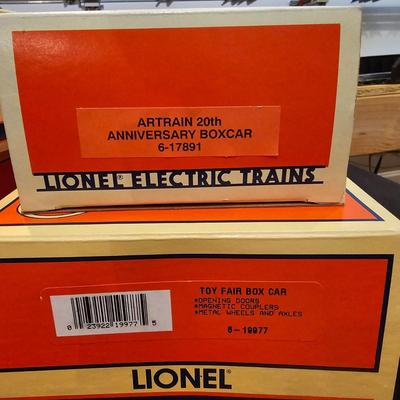 ARTRAIN 20th
ANNIVERSARY BOXCAR
6-17891
LIONEL® ELECTRIC TRAINS
TOY FAIR BOX CAR
*OPENING DOORS
*MAGNETIC COUPLERS
*METAL WHEELS AND AXLES
6-19977
0 23922 19977 5
LIONEL®